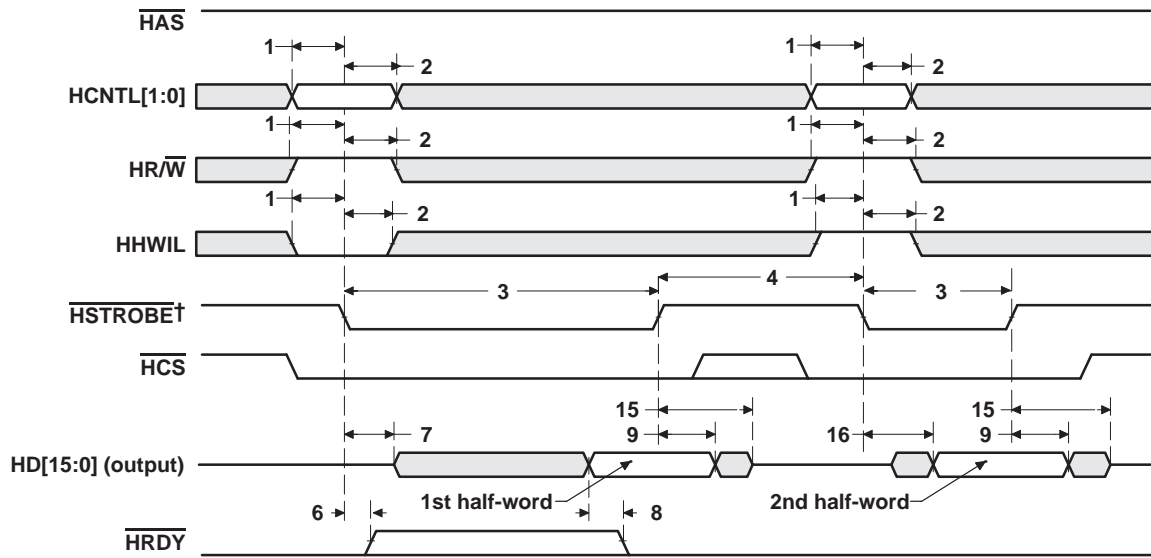 HAS
1
2
1
2
HCNTL[1:0]
1
2
1
2
HR/W
1
2
1
2
HHWIL
3
4
3
HSTROBE†
HCS
15
15
7
9
16
9
HD[15:0] (output)
1st half-word
2nd half-word
6
8
HRDY